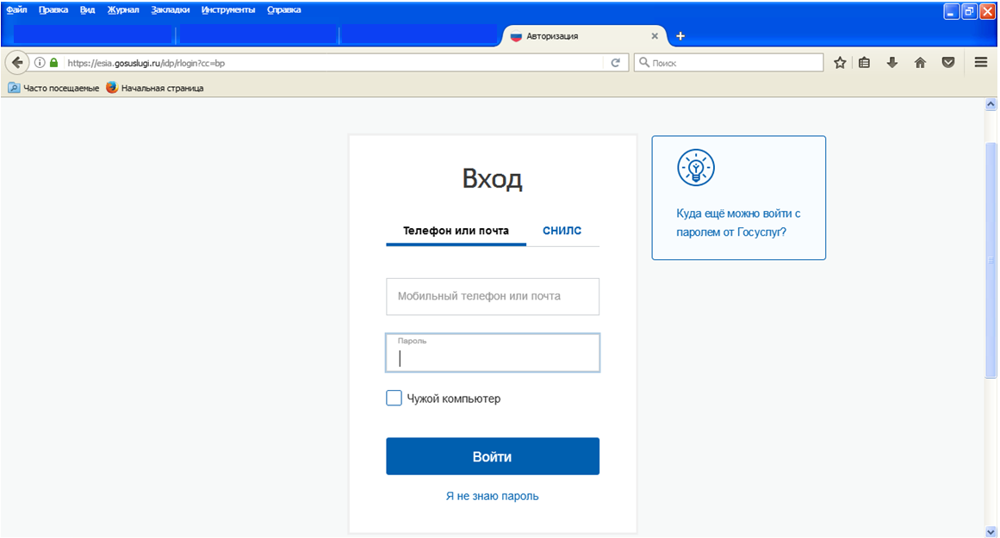 Файл Правка Вид Журнал Закладки Инструменты Справка
Авторизация
https://esia.gosuslugi.ru/idp/rlogin?cc=bp
Поиск
Часто посещаемые Начальная страница
Вход
Телефон или почта СНИЛС
Мобильный телефон или почта
Пароль
Чужой компьютер
Войти
Я не знаю пароль
Куда ещё можно войти с
паролем от Госуслуг?